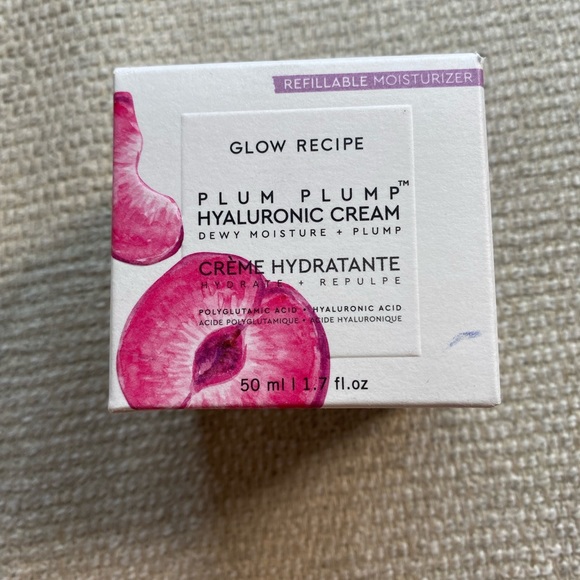 REFILLABLE MOISTURIZER
GLOW RECIPE
PLUM PLUMP™
HYALURONIC CREAM
DEWY MOISTURE + PLUMP
CRÈME HYDRATANTE
HYDRATE + REPULPE
POLYGLUTAMIC ACID • HYALURONIC ACID
ACIDE POLYGLUTAMIQUE • ACIDE HYALURONIQUE
50 ml | 1.7 fl.oz